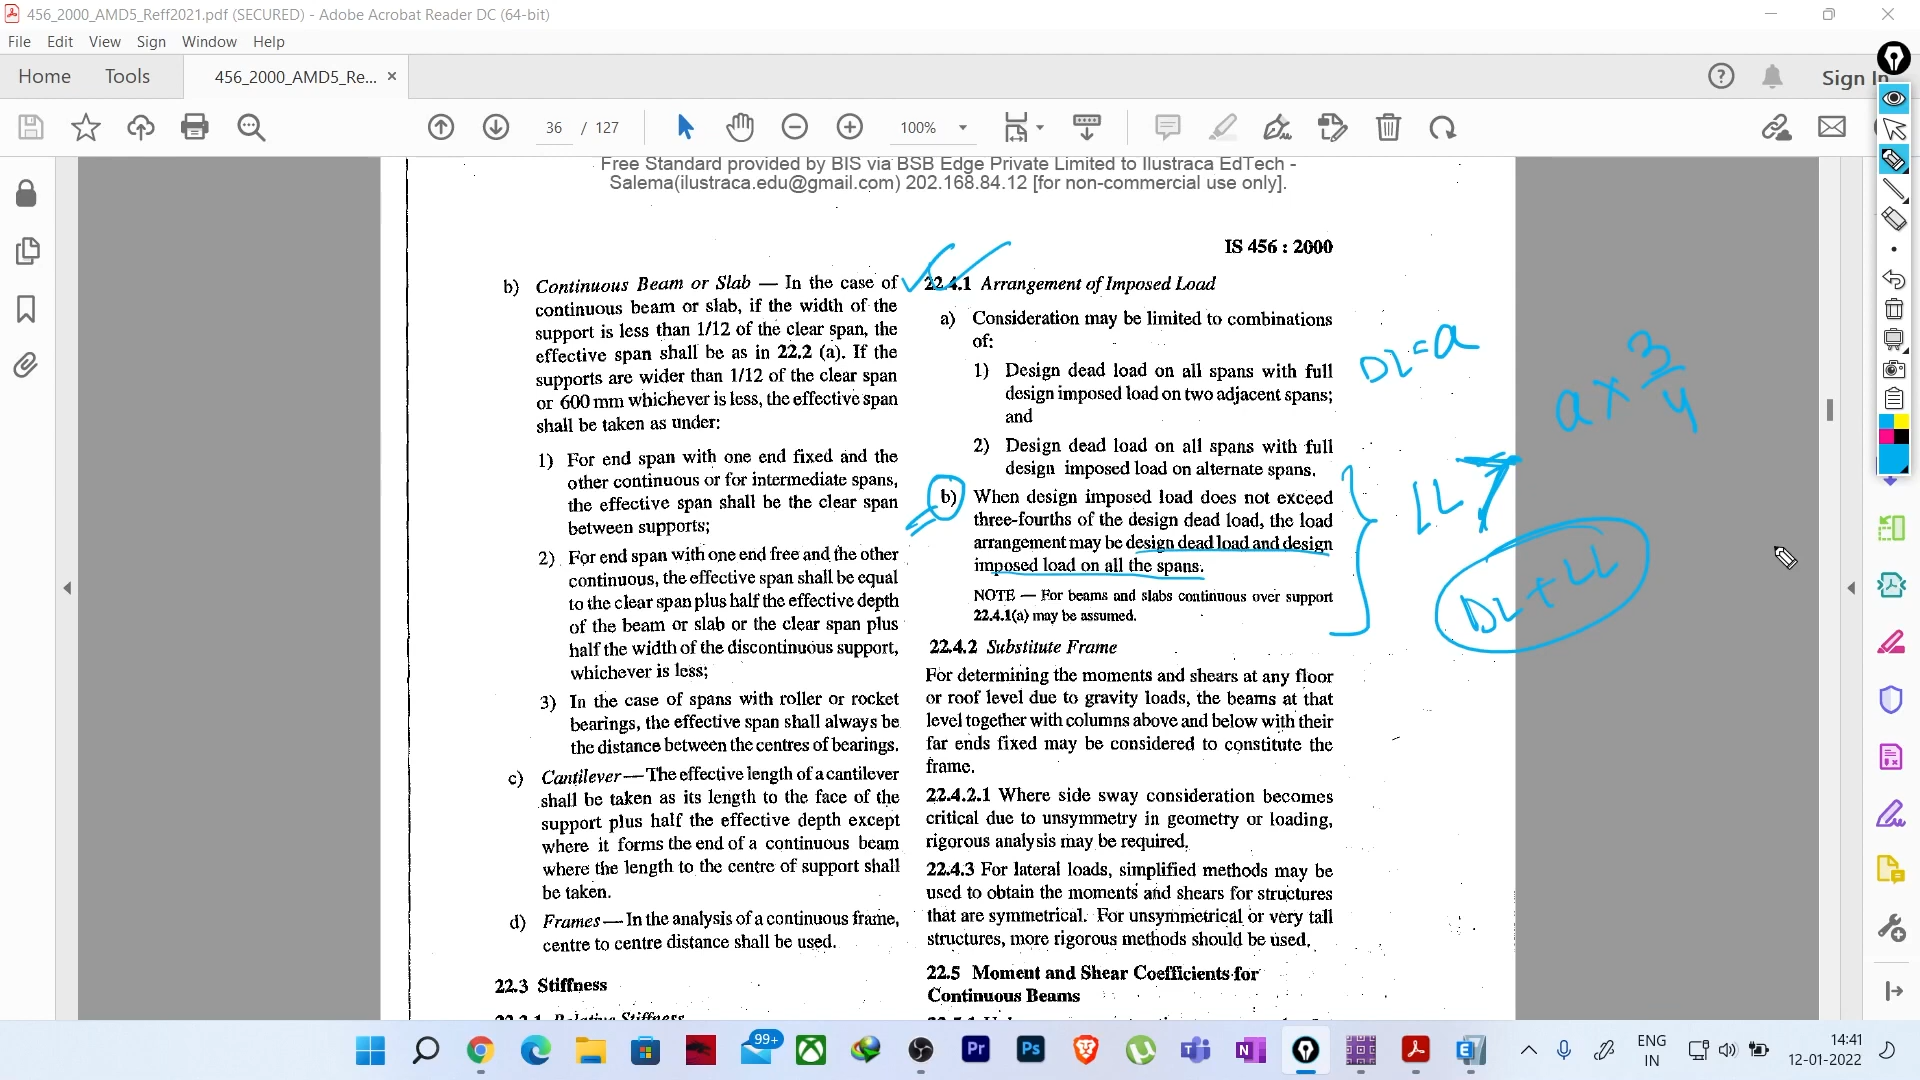 456_2000_AMD5_Reff2021.pdf (SECURED) - Adobe Acrobat Reader DC (64-bit)
File Edit View Sign Window Help
Home Tools 456_2000_AMD5_Re... × Sign In
36 / 127 100%
Free Standard provided by BIS via BSB Edge Private Limited to Ilustraca EdTech -
Salema(ilustraca.edu@gmail.com) 202.168.84.12 [for non-commercial use only].
IS 456 : 2000
b) Continuous Beam or Slab — In the case of
continuous beam or slab, if the width of the
support is less than 1/12 of the clear span, the
effective span shall be as in 22.2 (a). If the
supports are wider than 1/12 of the clear span
or 600 mm whichever is less, the effective span
shall be taken as under:
1) For end span with one end fixed and the
other continuous or for intermediate spans,
the effective span shall be the clear span
between supports;
2) For end span with one end free and the other
continuous, the effective span shall be equal
to the clear span plus half the effective depth
of the beam or slab or the clear span plus
half the width of the discontinuous support,
whichever is less;
3) In the case of spans with roller or rocket
bearings, the effective span shall always be
the distance between the centres of bearings.
c) Cantilever—The effective length of a cantilever
shall be taken as its length to the face of the
support plus half the effective depth except
where it forms the end of a continuous beam
where the length to the centre of support shall
be taken.
d) Frames—In the analysis of a continuous frame,
centre to centre distance shall be used.
22.3 Stiffness
22.3.1 Relative Stiffness
22.4.1 Arrangement of Imposed Load
a) Consideration may be limited to combinations
of:
1) Design dead load on all spans with full
design imposed load on two adjacent spans;
and
2) Design dead load on all spans with full
design imposed load on alternate spans.
b) When design imposed load does not exceed
three-fourths of the design dead load, the load
arrangement may be design dead load and design
imposed load on all the spans.
NOTE — For beams and slabs continuous over support
22.4.1(a) may be assumed.
22.4.2 Substitute Frame
For determining the moments and shears at any floor
or roof level due to gravity loads, the beams at that
level together with columns above and below with their
far ends fixed may be considered to constitute the
frame.
22.4.2.1 Where side sway consideration becomes
critical due to unsymmetry in geometry or loading,
rigorous analysis may be required.
22.4.3 For lateral loads, simplified methods may be
used to obtain the moments and shears for structures
that are symmetrical. For unsymmetrical or very tall
structures, more rigorous methods should be used.
22.5 Moment and Shear Coefficients for
Continuous Beams
DL = a
a × 3/4
LL
DL + LL
99+
ENG
IN
14:41
12-01-2022